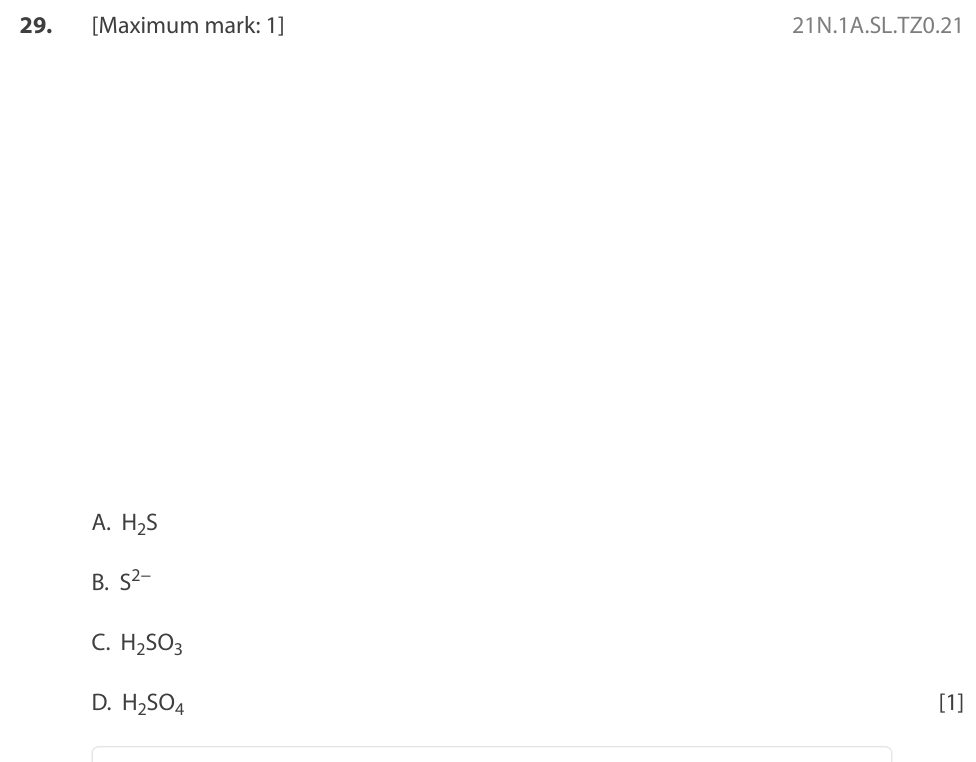 29. [Maximum mark: 1] 21N.1A.SL.TZ0.21
A. H₂S
B. S²⁻
C. H₂SO₃
D. H₂SO₄ [1]